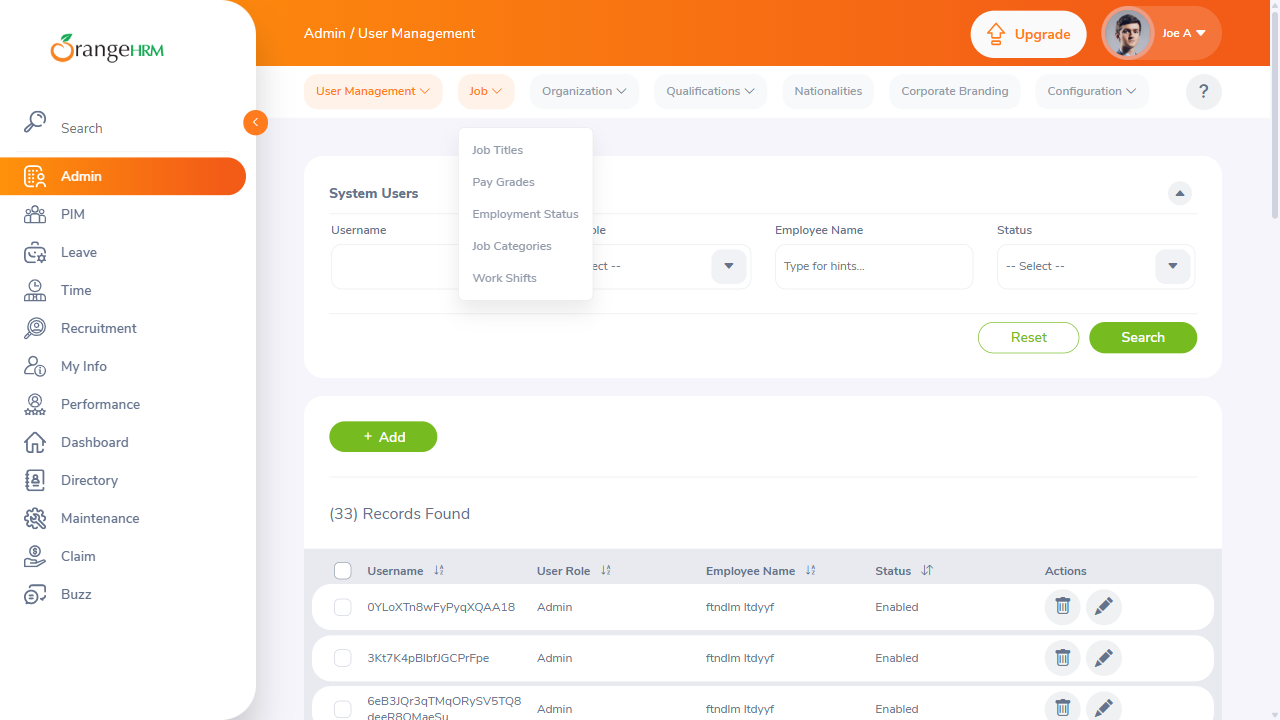 OrangeHRM
Admin / User Management
Upgrade
Joe A
User Management
Job
Organization
Qualifications
Nationalities
Corporate Branding
Configuration
?
Search
Admin
PIM
Leave
Time
Recruitment
My Info
Performance
Dashboard
Directory
Maintenance
Claim
Buzz
Job Titles
Pay Grades
Employment Status
Job Categories
Work Shifts
System Users
Username
Employee Name
Type for hints...
Status
-- Select --
Reset
Search
+ Add
(33) Records Found
Username User Role Employee Name Status Actions
0YLoXTn8wFyPyqXQAA18 Admin ftndlm ltdyyf Enabled
3Kt7K4pBlbfJGCPrFpe Admin ftndlm ltdyyf Enabled
6eB3JQr3qTMqORySV5TQ8 Admin ftndlm ltdyyf Enabled